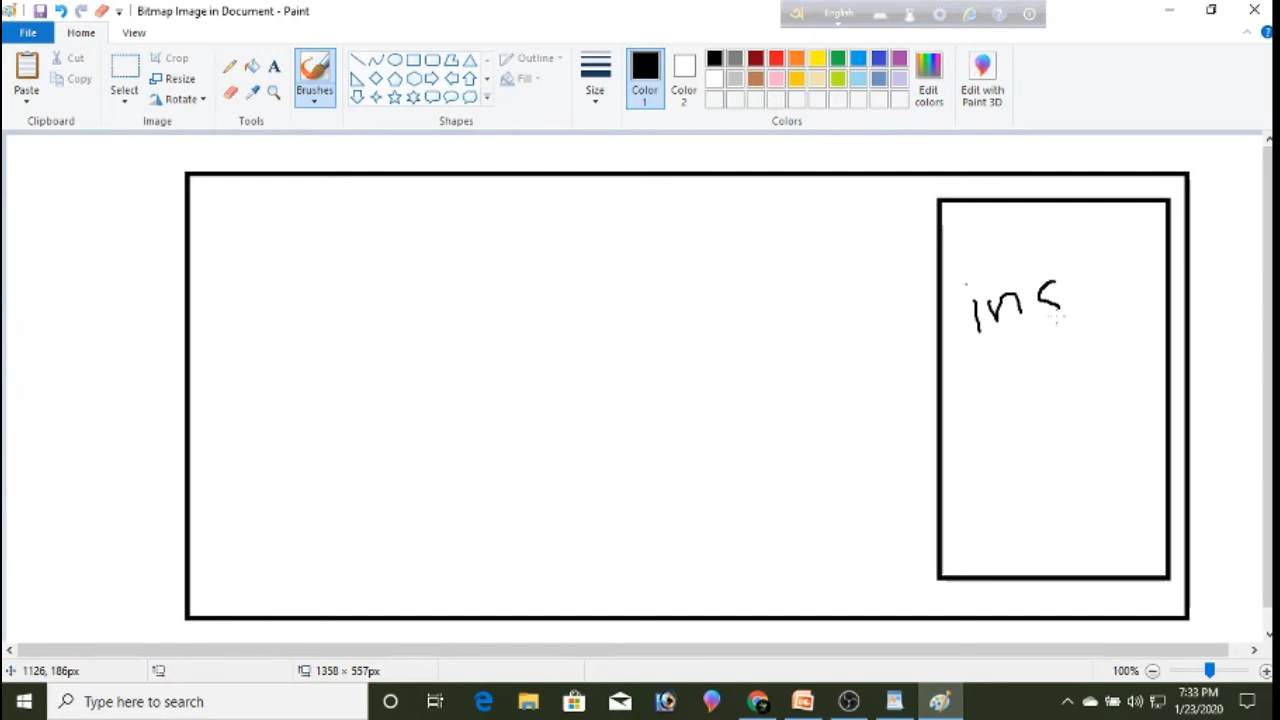 Bitmap Image in Document - Paint
English
File Home View
Paste
Cut
Copy
Clipboard
Select
Crop
Resize
Rotate
Image
Tools
Brushes
Shapes
Outline
Fill
Size
Color 1
Color 2
Edit colors
Colors
Edit with Paint 3D
ins
1126, 186px
1358 × 557px
100%
Type here to search
7:33 PM
1/23/2020